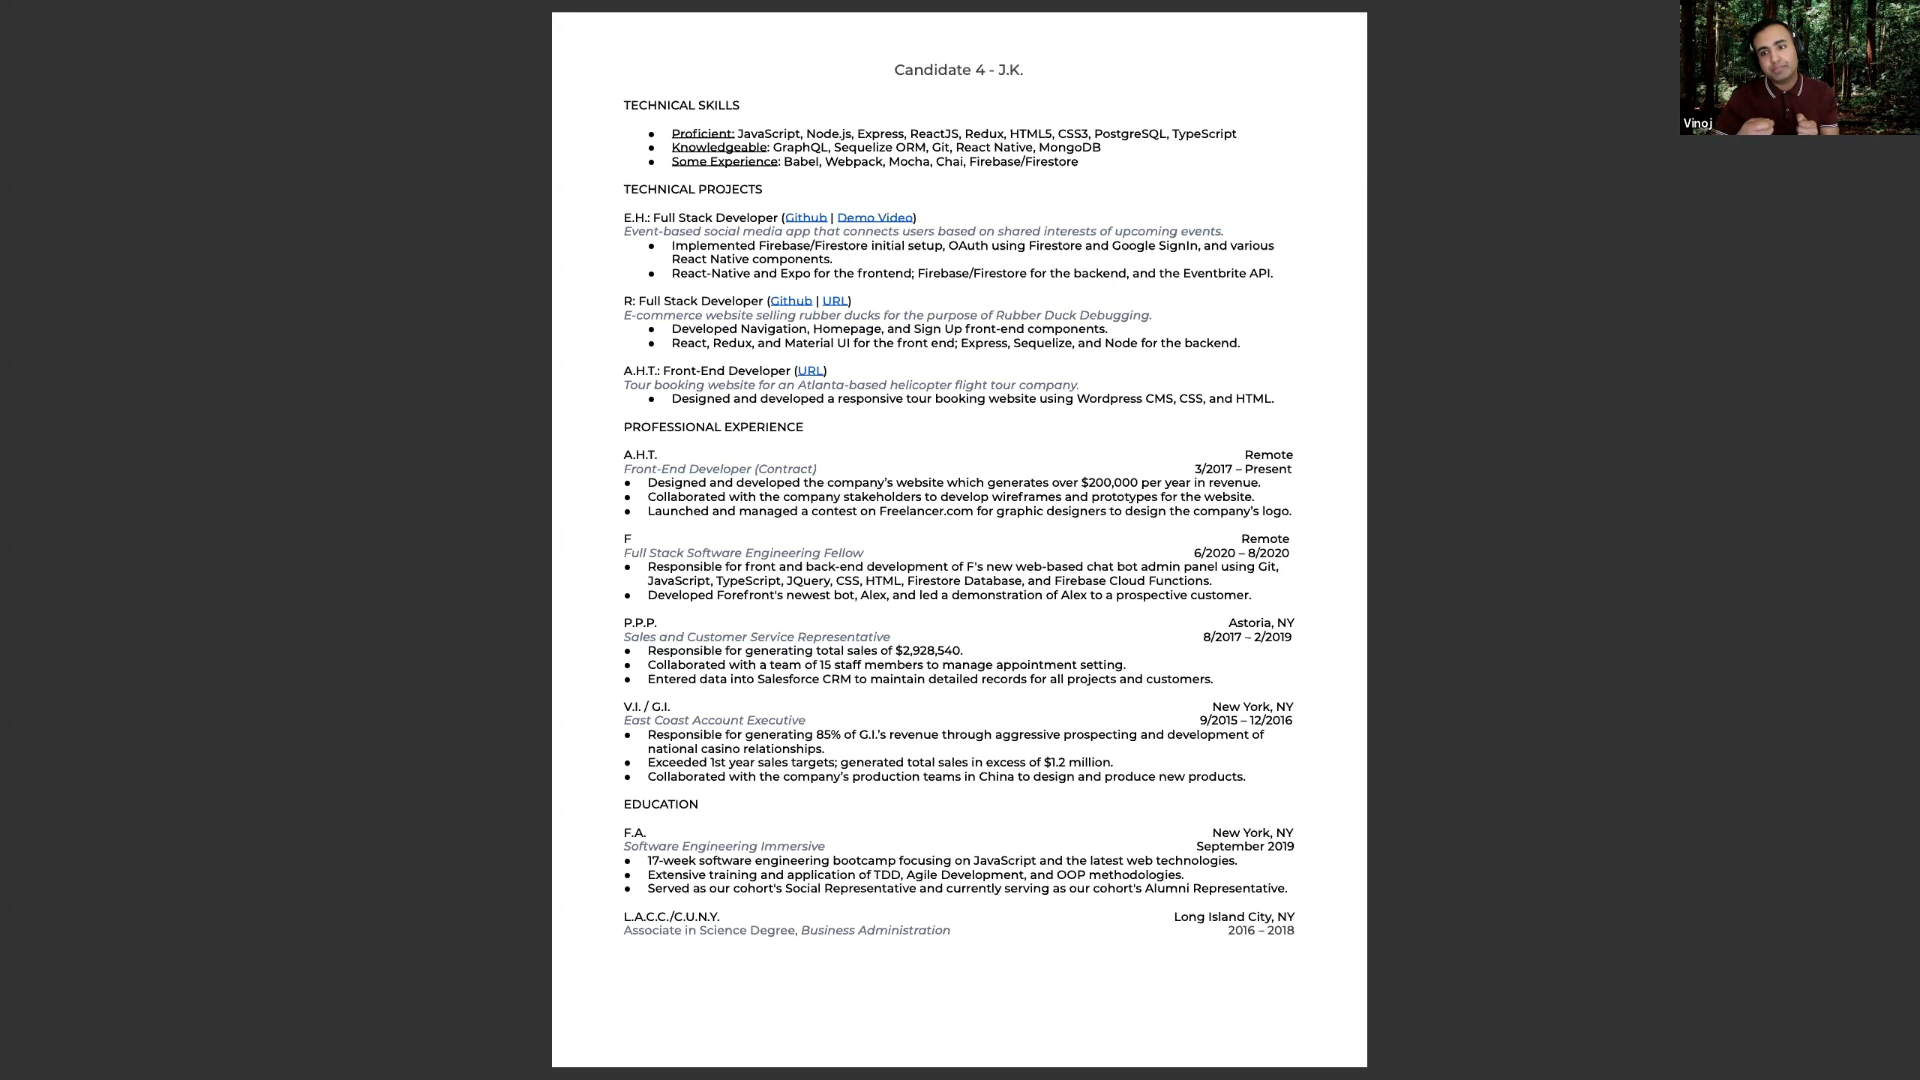 Candidate 4 - J.K.
TECHNICAL SKILLS
● Proficient: JavaScript, Node.js, Express, ReactJS, Redux, HTML5, CSS3, PostgreSQL, TypeScript
● Knowledgeable: GraphQL, Sequelize ORM, Git, React Native, MongoDB
● Some Experience: Babel, Webpack, Mocha, Chai, Firebase/Firestore
TECHNICAL PROJECTS
E.H.: Full Stack Developer (Github | Demo Video)
Event-based social media app that connects users based on shared interests of upcoming events.
● Implemented Firebase/Firestore initial setup, OAuth using Firestore and Google SignIn, and various
React Native components.
● React-Native and Expo for the frontend; Firebase/Firestore for the backend, and the Eventbrite API.
R: Full Stack Developer (Github | URL)
E-commerce website selling rubber ducks for the purpose of Rubber Duck Debugging.
● Developed Navigation, Homepage, and Sign Up front-end components.
● React, Redux, and Material UI for the front end; Express, Sequelize, and Node for the backend.
A.H.T.: Front-End Developer (URL)
Tour booking website for an Atlanta-based helicopter flight tour company.
● Designed and developed a responsive tour booking website using Wordpress CMS, CSS, and HTML.
PROFESSIONAL EXPERIENCE
A.H.T. Remote
Front-End Developer (Contract) 3/2017 – Present
● Designed and developed the company's website which generates over $200,000 per year in revenue.
● Collaborated with the company stakeholders to develop wireframes and prototypes for the website.
● Launched and managed a contest on Freelancer.com for graphic designers to design the company's logo.
F Remote
Full Stack Software Engineering Fellow 6/2020 – 8/2020
● Responsible for front and back-end development of F's new web-based chat bot admin panel using Git,
JavaScript, TypeScript, JQuery, CSS, HTML, Firestore Database, and Firebase Cloud Functions.
● Developed Forefront's newest bot, Alex, and led a demonstration of Alex to a prospective customer.
P.P.P. Astoria, NY
Sales and Customer Service Representative 8/2017 – 2/2019
● Responsible for generating total sales of $2,928,540.
● Collaborated with a team of 15 staff members to manage appointment setting.
● Entered data into Salesforce CRM to maintain detailed records for all projects and customers.
V.I. / G.I. New York, NY
East Coast Account Executive 9/2015 – 12/2016
● Responsible for generating 85% of G.I.'s revenue through aggressive prospecting and development of
national casino relationships.
● Exceeded 1st year sales targets; generated total sales in excess of $1.2 million.
● Collaborated with the company's production teams in China to design and produce new products.
EDUCATION
F.A. New York, NY
Software Engineering Immersive September 2019
● 17-week software engineering bootcamp focusing on JavaScript and the latest web technologies.
● Extensive training and application of TDD, Agile Development, and OOP methodologies.
● Served as our cohort's Social Representative and currently serving as our cohort's Alumni Representative.
L.A.C.C./C.U.N.Y. Long Island City, NY
Associate in Science Degree, Business Administration 2016 – 2018
Vinoj